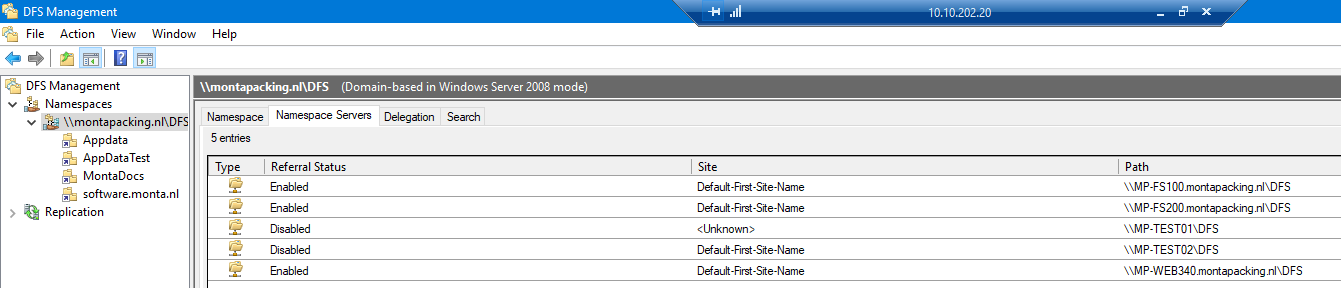 DFS Management
10.10.202.20
File Action View Window Help
DFS Management
Namespaces
\\montapacking.nl\DFS
Appdata
AppDataTest
MontaDocs
software.monta.nl
Replication
\\montapacking.nl\DFS (Domain-based in Windows Server 2008 mode)
Namespace Namespace Servers Delegation Search
5 entries
Type Referral Status Site Path
Enabled Default-First-Site-Name \\MP-FS100.montapacking.nl\DFS
Enabled Default-First-Site-Name \\MP-FS200.montapacking.nl\DFS
Disabled <Unknown> \\MP-TEST01\DFS
Disabled Default-First-Site-Name \\MP-TEST02\DFS
Enabled Default-First-Site-Name \\MP-WEB340.montapacking.nl\DFS